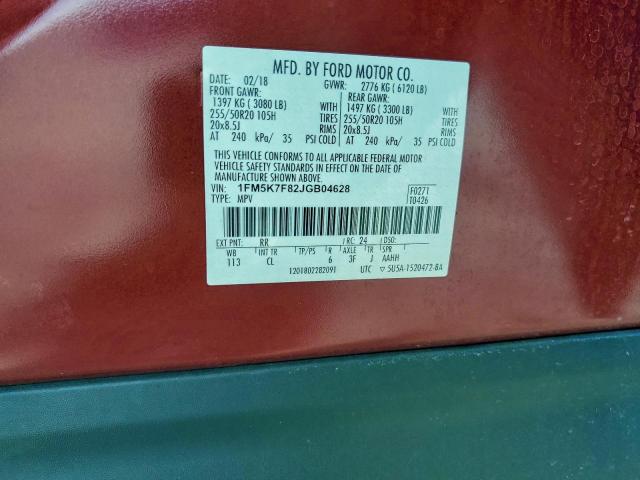 MFD. BY FORD MOTOR CO.
DATE: 02/18 GVWR: 2776 KG ( 6120 LB)
FRONT GAWR: REAR GAWR:
1397 KG ( 3080 LB) WITH 1497 KG ( 3300 LB) WITH
255/50R20 105H TIRES 255/50R20 105H TIRES
20x8.5J RIMS 20x8.5J RIMS
AT 240 kPa/ 35 PSI COLD AT 240 kPa/ 35 PSI COLD
THIS VEHICLE CONFORMS TO ALL APPLICABLE FEDERAL MOTOR
VEHICLE SAFETY STANDARDS IN EFFECT ON THE DATE OF
MANUFACTURE SHOWN ABOVE.
VIN: 1FM5K7F82JGB04628 F0271
TYPE: MPV T0426
EXT PNT: RR RC: 24 DSO:
WB INT TR TP/PS R AXLE TR SPR
113 CL 6 3F J AAHH
1201802282091 UTC ▽ 5U5A-1520472-BA